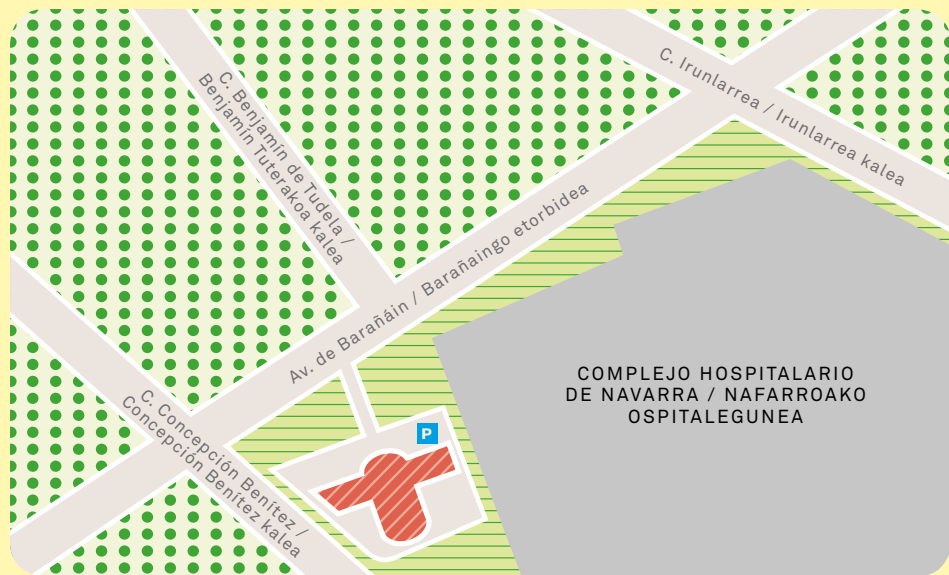 C. Irunlarrea / Irunlarrea kalea
C. Benjamín de Tudela /
Benjamín Tuterakoa kalea
Av. de Barañáin / Barañaingo etorbidea
COMPLEJO HOSPITALARIO
DE NAVARRA / NAFARROAKO
OSPITALEGUNEA
C. Concepción Benítez /
Concepción Benítez kalea
P